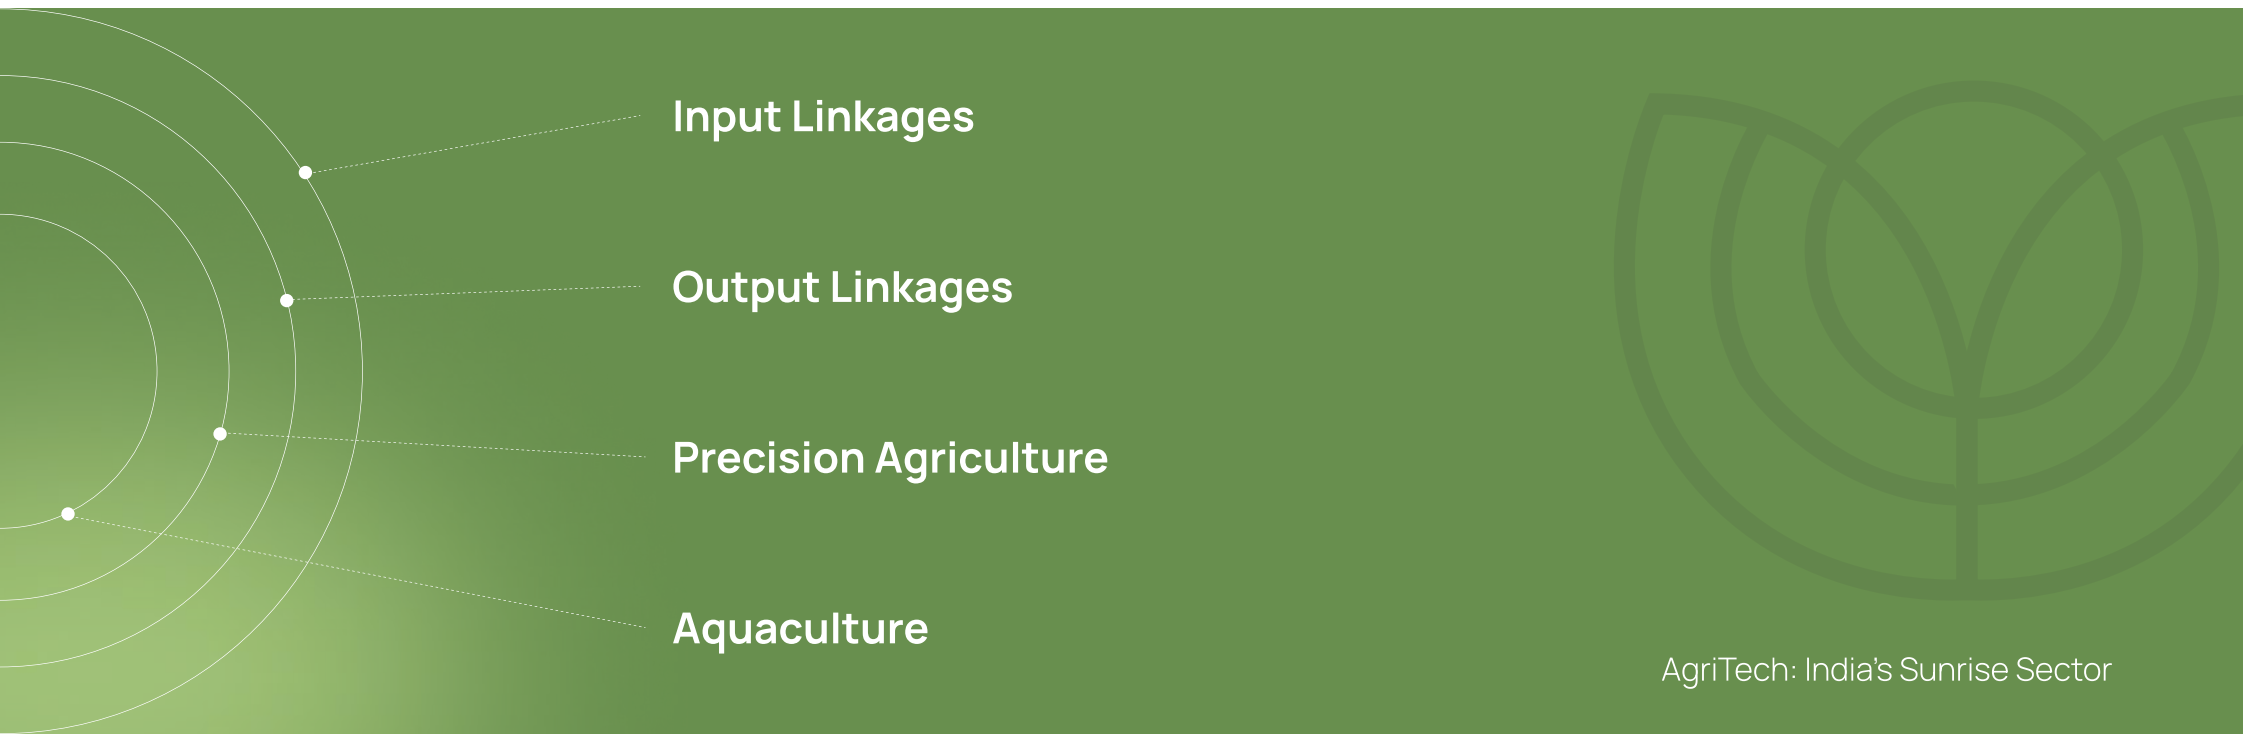 Input Linkages
Output Linkages
Precision Agriculture
Aquaculture
AgriTech: India's Sunrise Sector